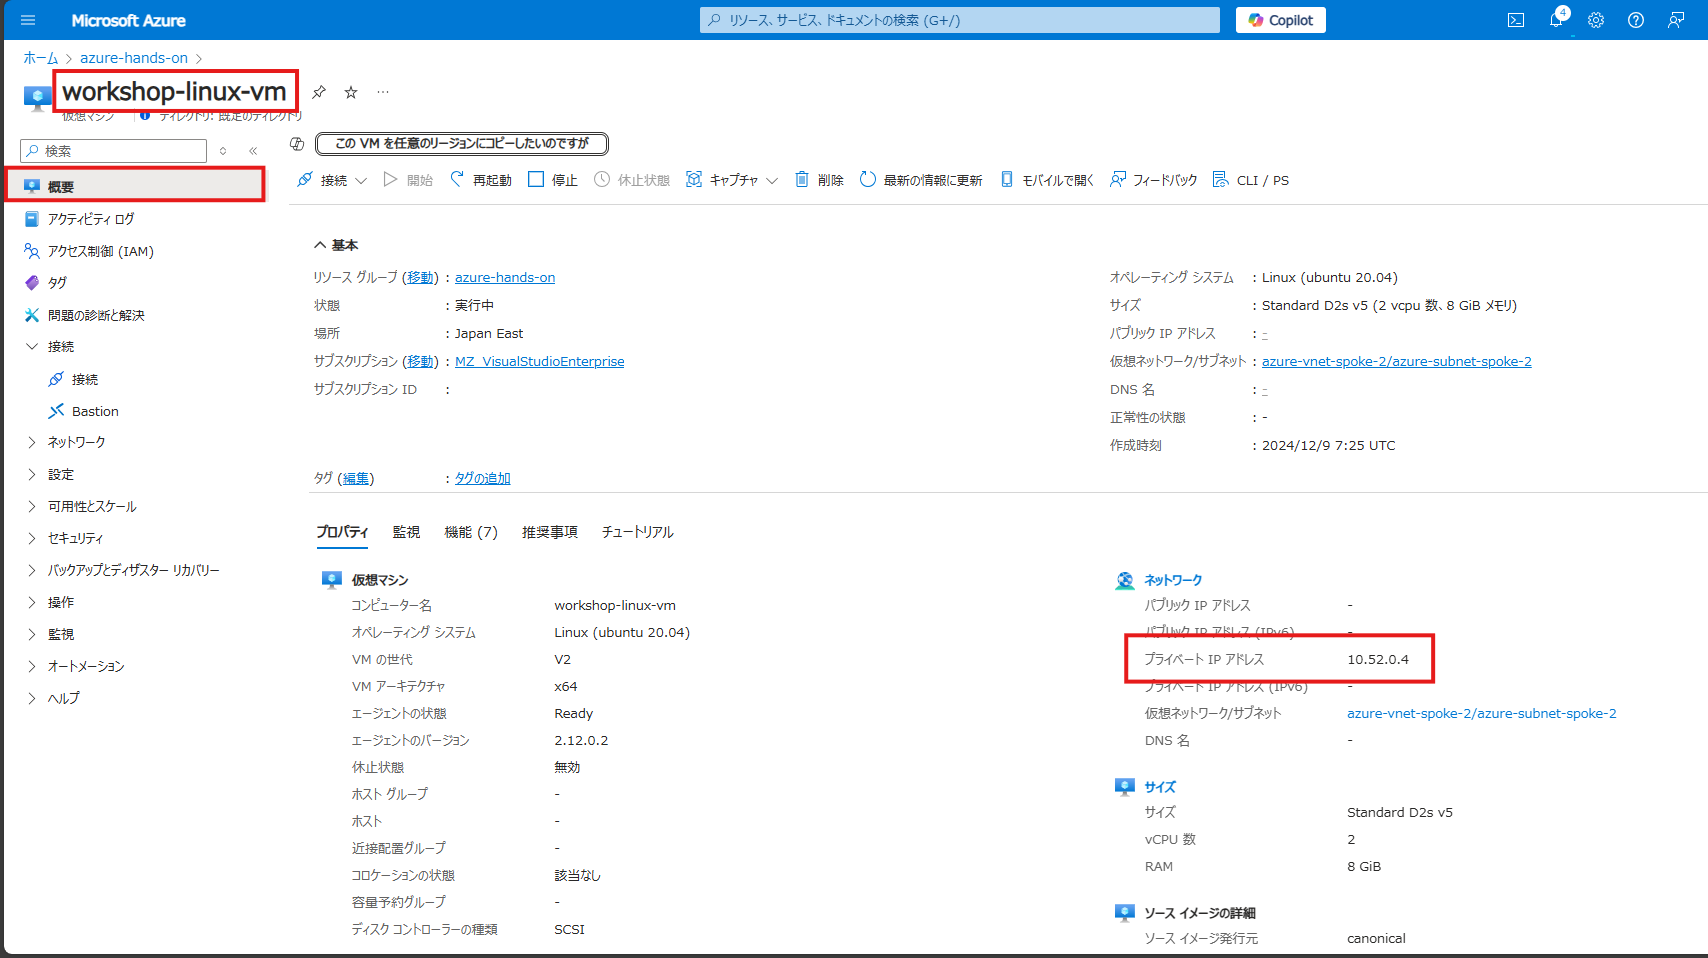 Microsoft Azure
リソース、サービス、ドキュメントの検索 (G+/)
Copilot
4
ホーム > azure-hands-on >
workshop-linux-vm
仮想マシン
ディレクトリ: 既定のディレクトリ
検索
この VM を任意のリージョンにコピーしたいのですが
接続
開始
再起動
停止
休止状態
キャプチャ
削除
最新の情報に更新
モバイルで開く
フィードバック
CLI / PS
概要
アクティビティ ログ
アクセス制御 (IAM)
タグ
問題の診断と解決
接続
接続
Bastion
ネットワーク
設定
可用性とスケール
セキュリティ
バックアップとディザスター リカバリー
操作
監視
オートメーション
ヘルプ
基本
リソース グループ (移動) : azure-hands-on
状態 : 実行中
場所 : Japan East
サブスクリプション (移動) : MZ_VisualStudioEnterprise
サブスクリプション ID :
オペレーティング システム : Linux (ubuntu 20.04)
サイズ : Standard D2s v5 (2 vcpu 数、8 GiB メモリ)
パブリック IP アドレス : -
仮想ネットワーク/サブネット : azure-vnet-spoke-2/azure-subnet-spoke-2
DNS 名 : -
正常性の状態 : -
作成時刻 : 2024/12/9 7:25 UTC
タグ (編集) : タグの追加
プロパティ
監視
機能 (7)
推奨事項
チュートリアル
仮想マシン
コンピューター名 workshop-linux-vm
オペレーティング システム Linux (ubuntu 20.04)
VM の世代 V2
VM アーキテクチャ x64
エージェントの状態 Ready
エージェントのバージョン 2.12.0.2
休止状態 無効
ホスト グループ -
ホスト -
近接配置グループ -
コロケーションの状態 該当なし
容量予約グループ -
ディスク コントローラーの種類 SCSI
ネットワーク
パブリック IP アドレス -
パブリック IP アドレス (IPv6) -
プライベート IP アドレス 10.52.0.4
プライベート IP アドレス (IPv6) -
仮想ネットワーク/サブネット azure-vnet-spoke-2/azure-subnet-spoke-2
DNS 名 -
サイズ
サイズ Standard D2s v5
vCPU 数 2
RAM 8 GiB
ソース イメージの詳細
ソース イメージ発行元 canonical